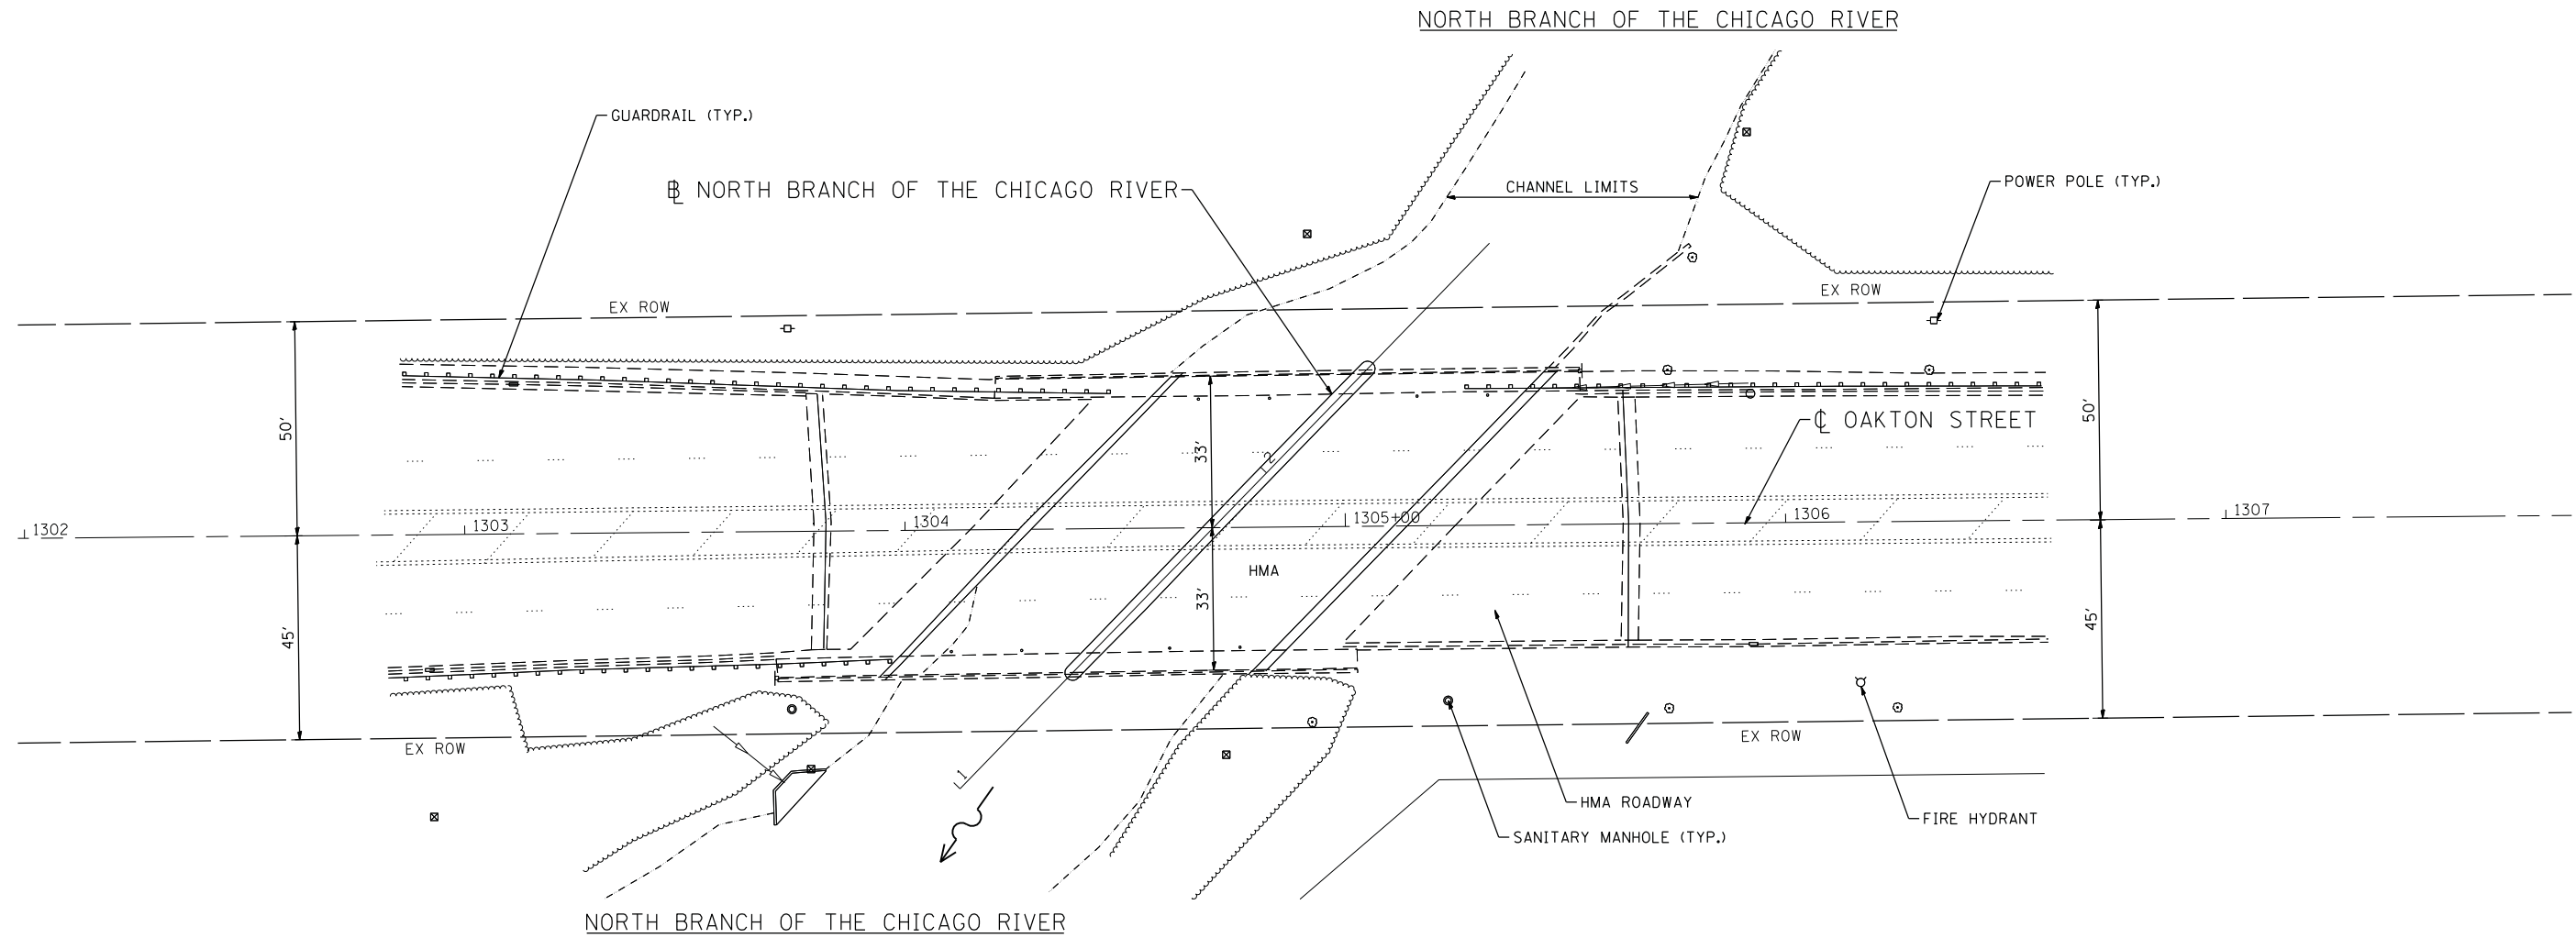 NORTH BRANCH OF THE CHICAGO RIVER
GUARDRAIL (TYP.)
POWER POLE (TYP.)
CHANNEL LIMITS
℄ NORTH BRANCH OF THE CHICAGO RIVER
EX ROW
EX ROW
50'
33'
2
50'
℄ OAKTON STREET
1302
1303
1304
1305+00
1306
1307
HMA
45'
33'
45'
EX ROW
EX ROW
1
HMA ROADWAY
FIRE HYDRANT
SANITARY MANHOLE (TYP.)
NORTH BRANCH OF THE CHICAGO RIVER